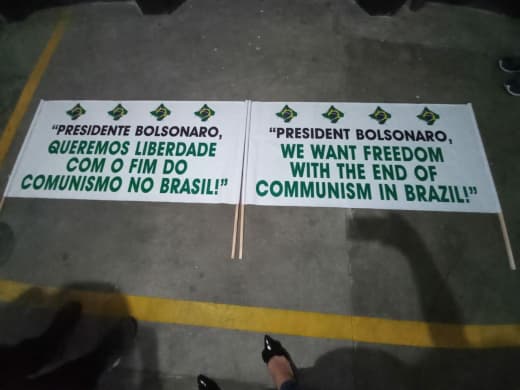 "PRESIDENTE BOLSONARO,
QUEREMOS LIBERDADE
COM O FIM DO
COMUNISMO NO BRASIL!"
"PRESIDENT BOLSONARO,
WE WANT FREEDOM
WITH THE END OF
COMMUNISM IN BRAZIL!"